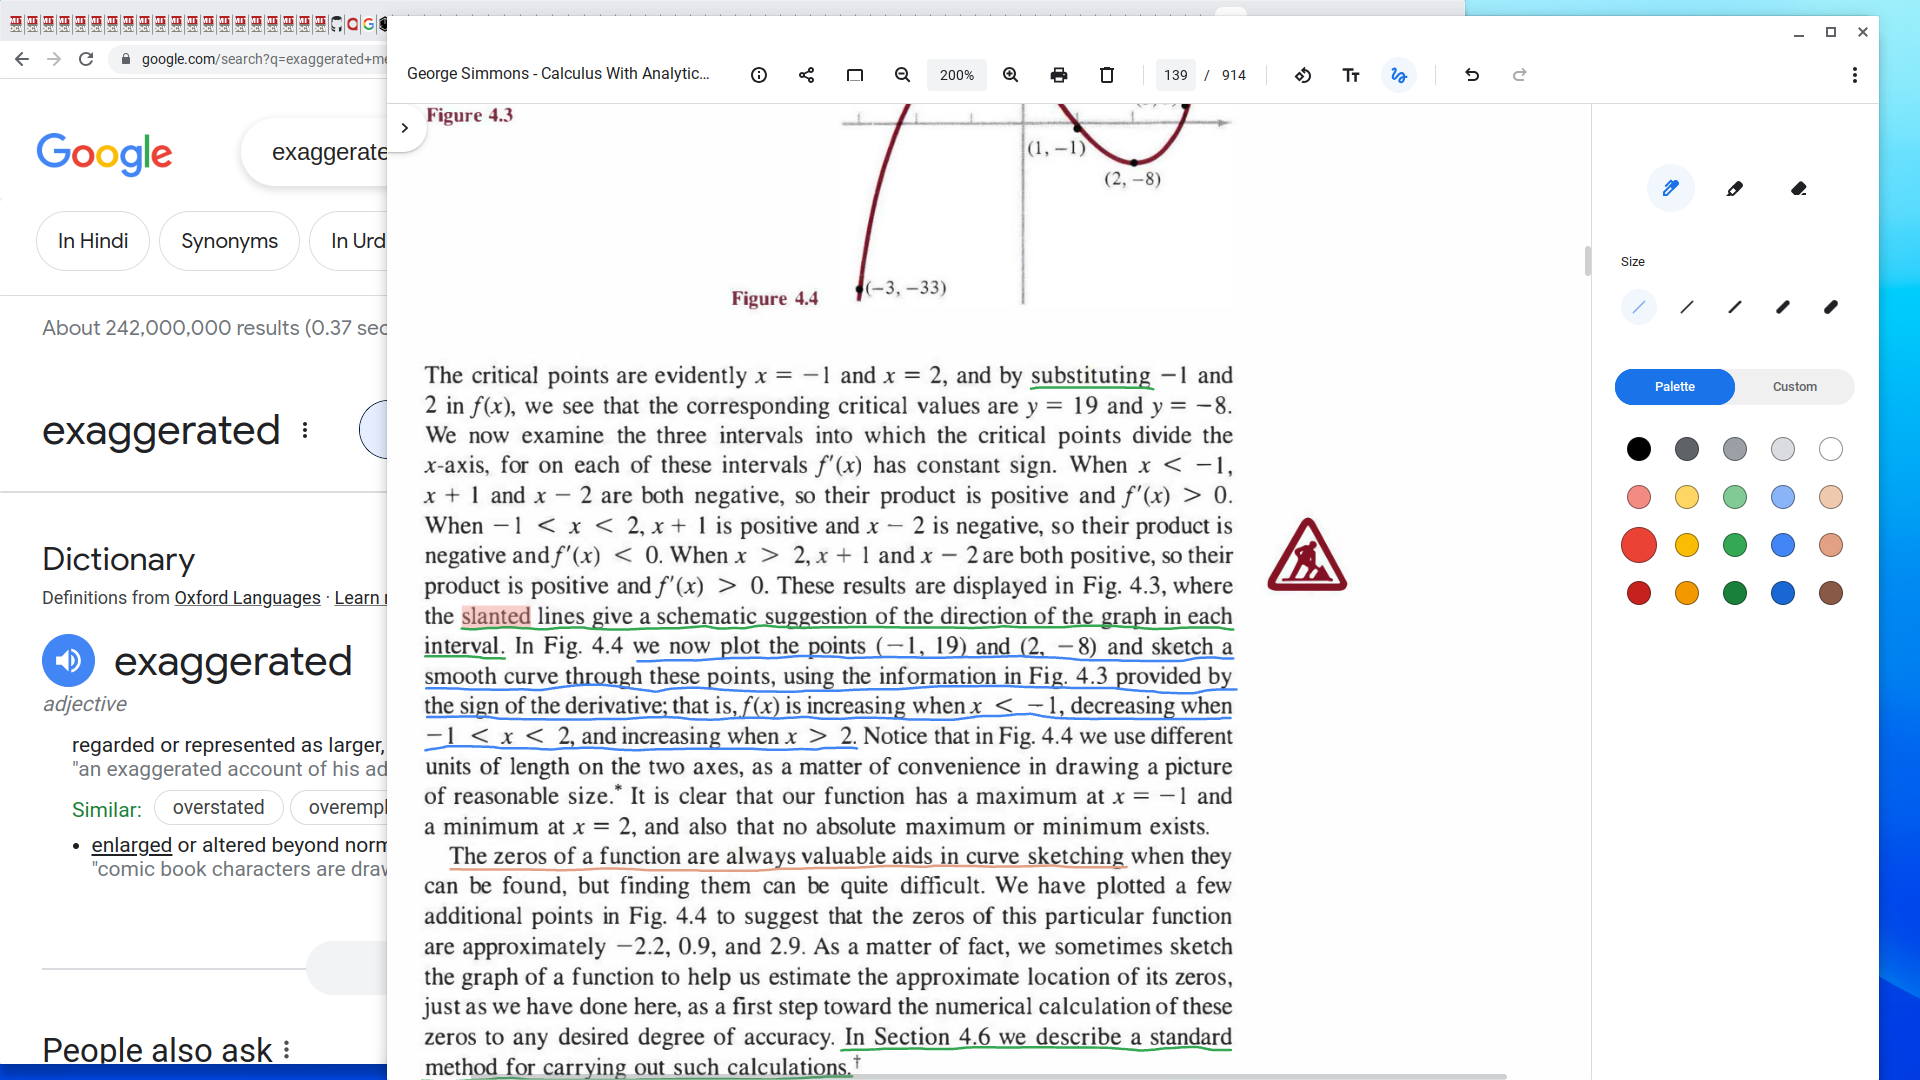 google.com/search?q=exaggerated+me
Google
exaggerate
In Hindi
Synonyms
In Urd
About 242,000,000 results (0.37 sec
exaggerated
Dictionary
Definitions from Oxford Languages · Learn
exaggerated
adjective
regarded or represented as larger,
"an exaggerated account of his ad
Similar:
overstated
overempl
• enlarged or altered beyond norm
"comic book characters are draw
People also ask
George Simmons - Calculus With Analytic...
200%
139 / 914
Figure 4.3
(1, −1)
(2, −8)
(−3, −33)
Figure 4.4
The critical points are evidently x = −1 and x = 2, and by substituting −1 and
2 in f(x), we see that the corresponding critical values are y = 19 and y = −8.
We now examine the three intervals into which the critical points divide the
x-axis, for on each of these intervals f′(x) has constant sign. When x < −1,
x + 1 and x − 2 are both negative, so their product is positive and f′(x) > 0.
When −1 < x < 2, x + 1 is positive and x − 2 is negative, so their product is
negative and f′(x) < 0. When x > 2, x + 1 and x − 2 are both positive, so their
product is positive and f′(x) > 0. These results are displayed in Fig. 4.3, where
the slanted lines give a schematic suggestion of the direction of the graph in each
interval. In Fig. 4.4 we now plot the points (−1, 19) and (2, −8) and sketch a
smooth curve through these points, using the information in Fig. 4.3 provided by
the sign of the derivative; that is, f(x) is increasing when x < −1, decreasing when
−1 < x < 2, and increasing when x > 2. Notice that in Fig. 4.4 we use different
units of length on the two axes, as a matter of convenience in drawing a picture
of reasonable size.* It is clear that our function has a maximum at x = −1 and
a minimum at x = 2, and also that no absolute maximum or minimum exists.
The zeros of a function are always valuable aids in curve sketching when they
can be found, but finding them can be quite difficult. We have plotted a few
additional points in Fig. 4.4 to suggest that the zeros of this particular function
are approximately −2.2, 0.9, and 2.9. As a matter of fact, we sometimes sketch
the graph of a function to help us estimate the approximate location of its zeros,
just as we have done here, as a first step toward the numerical calculation of these
zeros to any desired degree of accuracy. In Section 4.6 we describe a standard
method for carrying out such calculations.†
Size
Palette
Custom